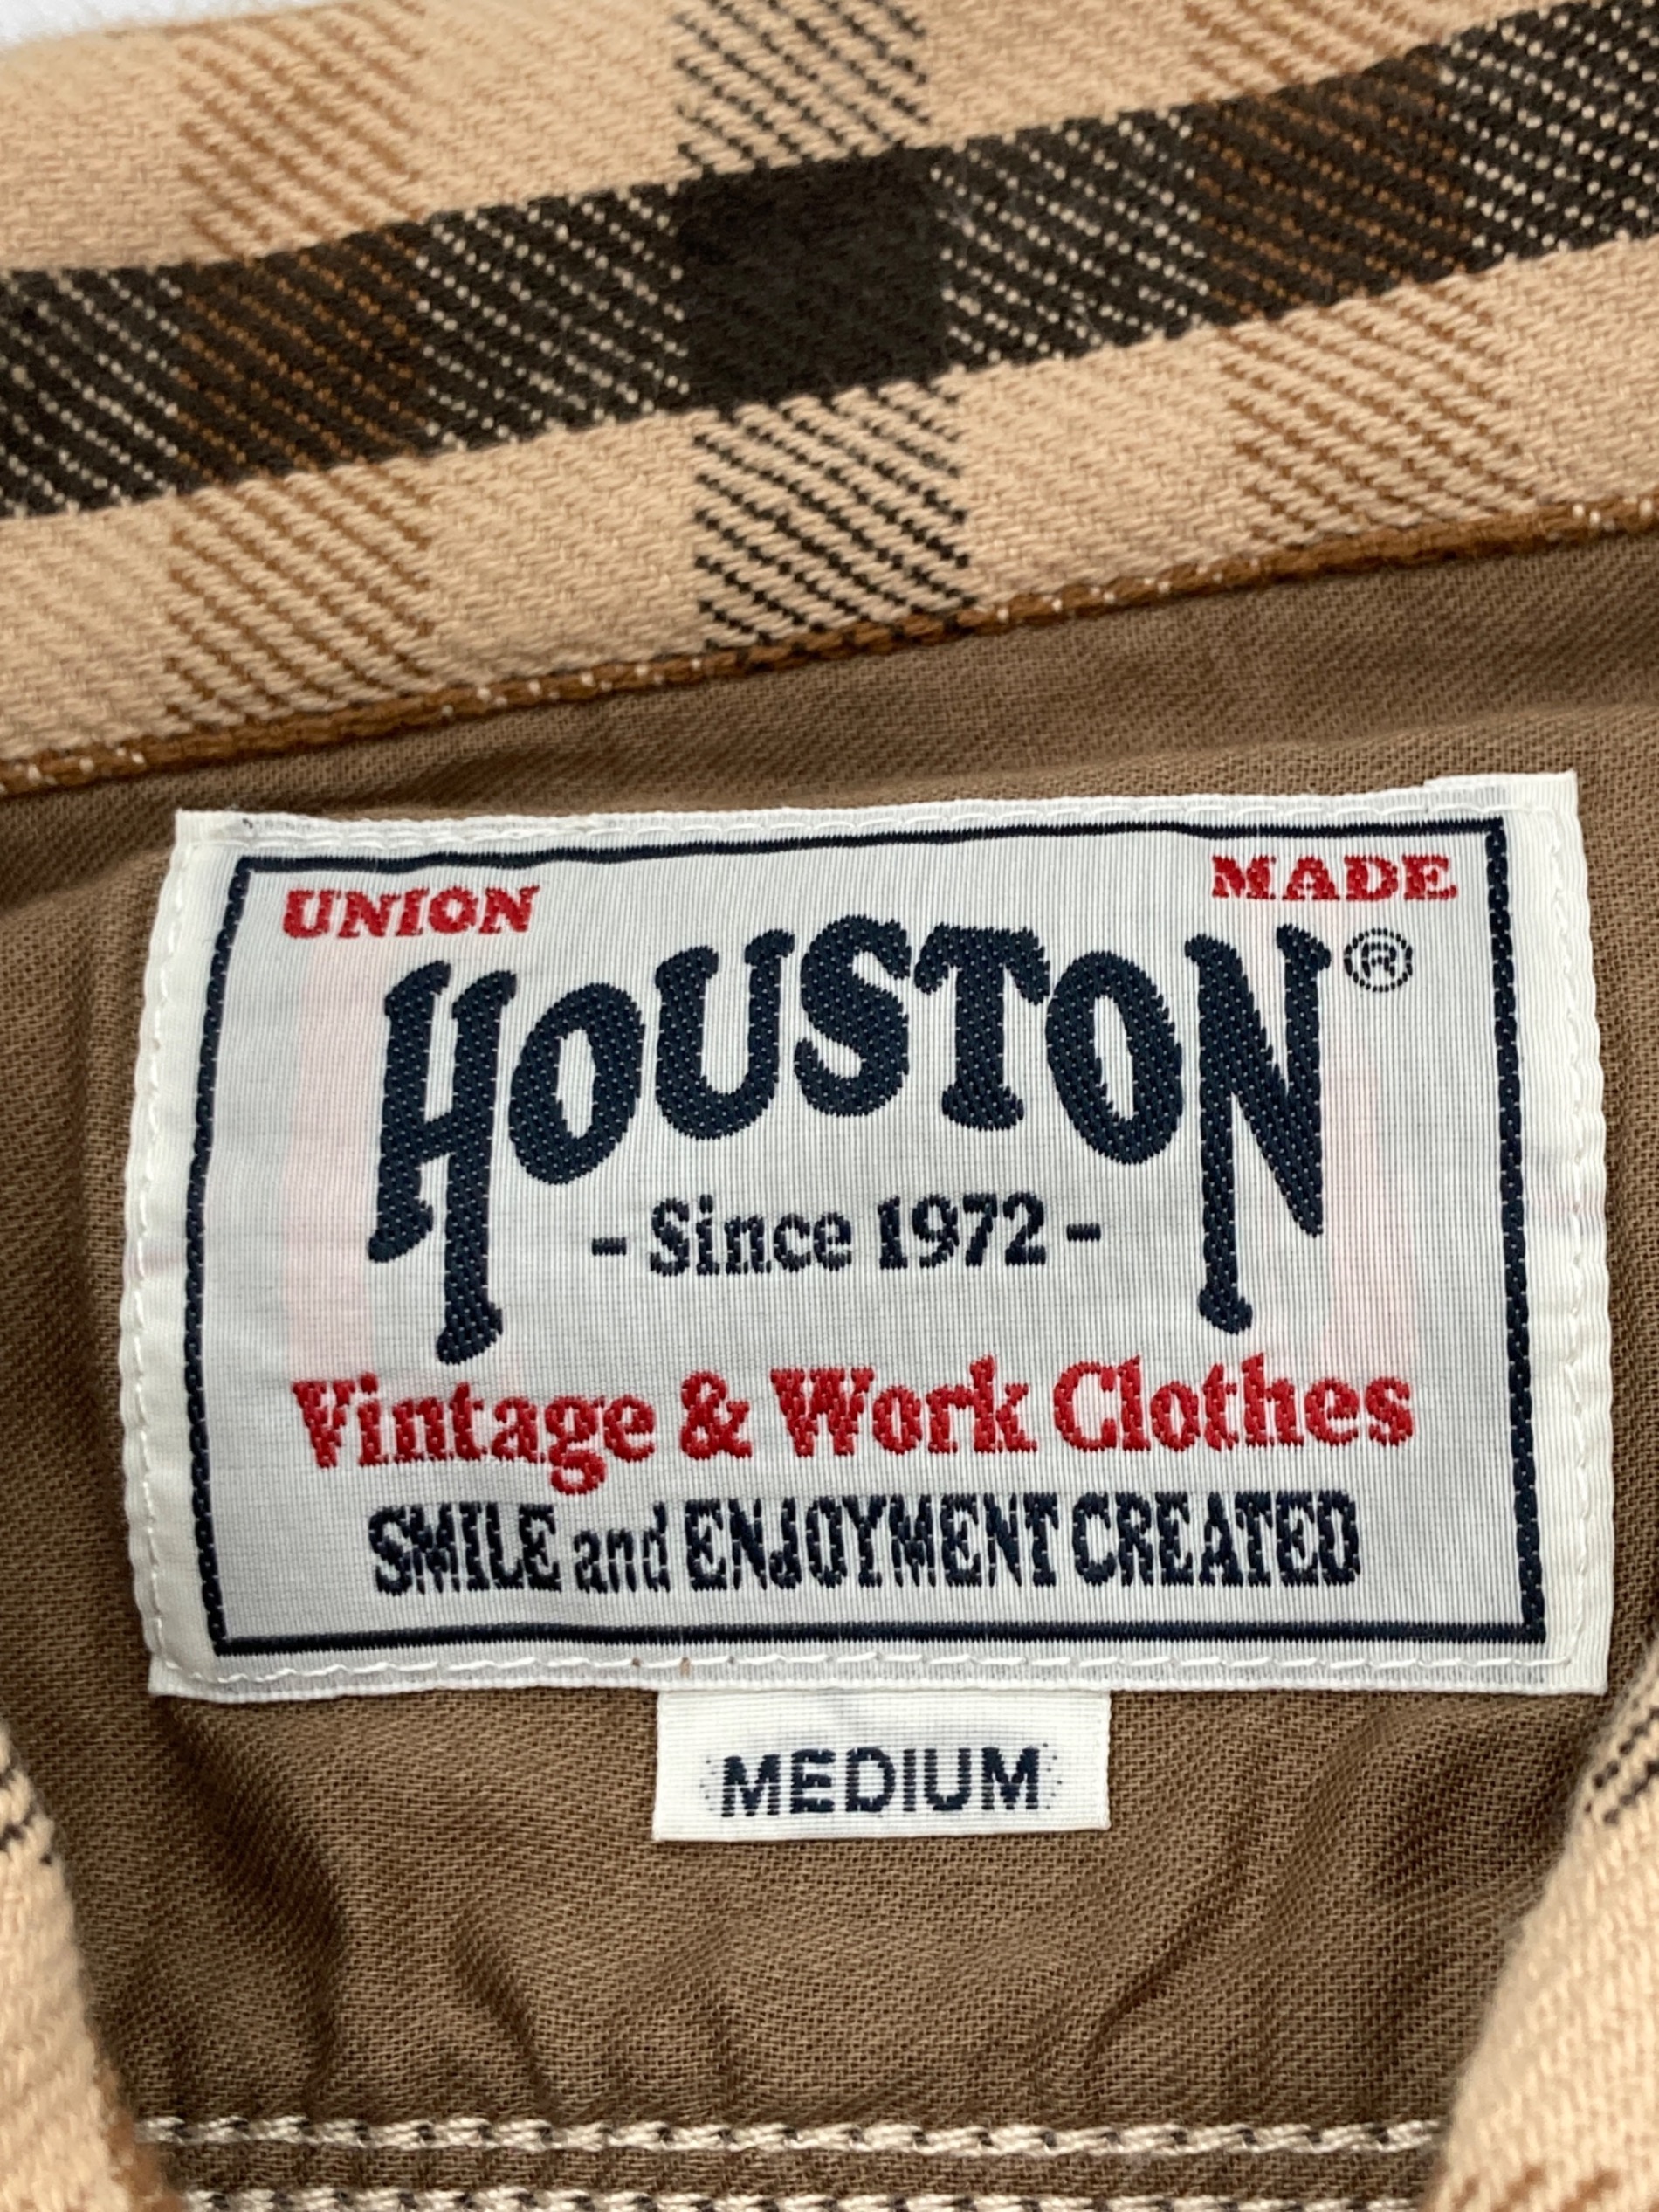 UNION MADE
HOUSTON®
- Since 1972 -
Vintage & Work Clothes
SMILE and ENJOYMENT CREATED
MEDIUM